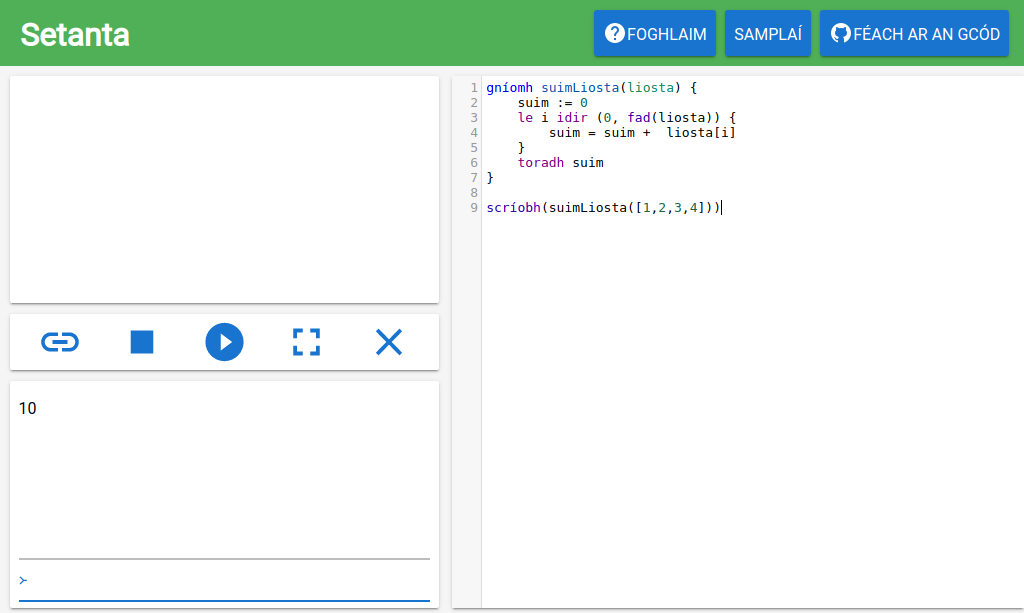 Setanta
FOGHLAIM
SAMPLAÍ
FÉACH AR AN GCÓD
1 gníomh suimLiosta(liosta) {
2     suim := 0
3     le i idir (0, fad(liosta)) {
4         suim = suim +  liosta[i]
5     }
6     toradh suim
7 }
8
9 scríobh(suimLiosta([1,2,3,4]))
10
>